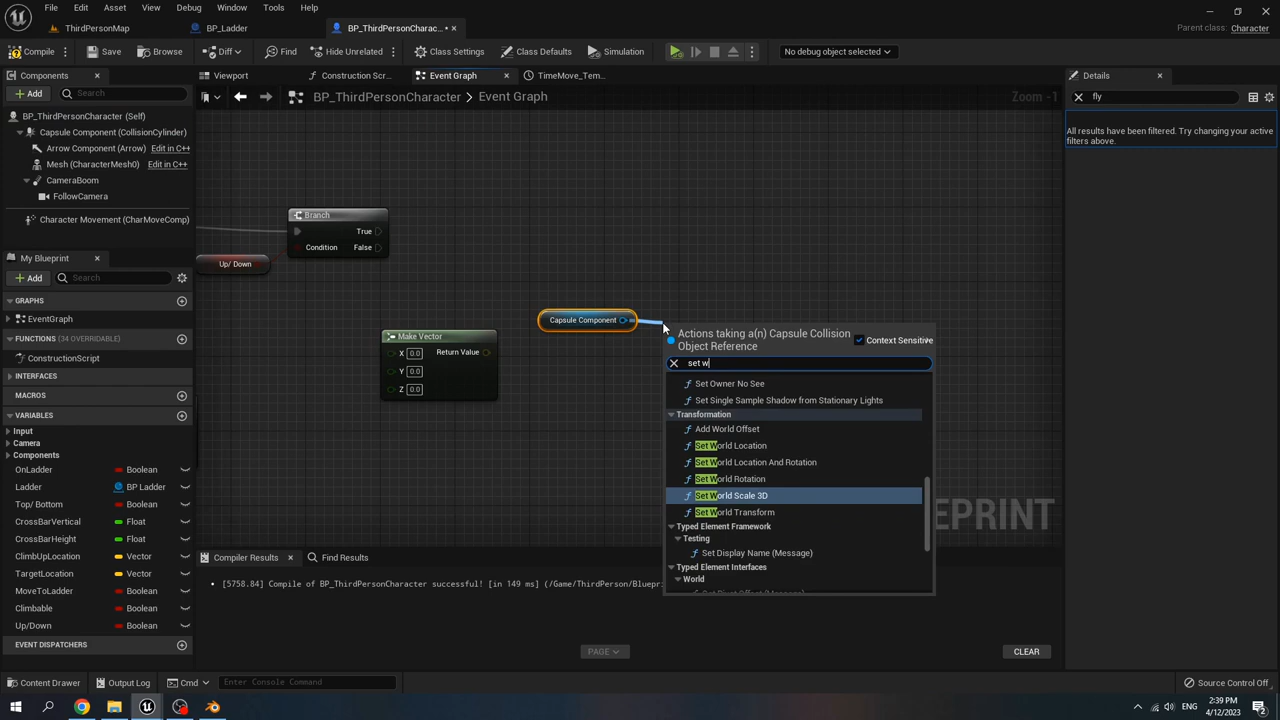 File Edit Asset View Debug Window Tools Help
ThirdPersonMap
BP_Ladder
BP_ThirdPersonCharac...
Parent class: Character
Compile
Save
Browse
Diff
Find
Hide Unrelated
Class Settings
Class Defaults
Simulation
No debug object selected
Components
Add
Search
BP_ThirdPersonCharacter (Self)
Capsule Component (CollisionCylinder)
Arrow Component (Arrow) Edit in C++
Mesh (CharacterMesh0) Edit in C++
CameraBoom
FollowCamera
Character Movement (CharMoveComp)
My Blueprint
Add
Search
GRAPHS
EventGraph
FUNCTIONS (34 OVERRIDABLE)
ConstructionScript
INTERFACES
MACROS
VARIABLES
Input
Camera
Components
OnLadder Boolean
Ladder BP Ladder
Top/ Bottom Boolean
CrossBarVertical Float
CrossBarHeight Float
ClimbUpLocation Vector
TargetLocation Vector
MoveToLadder Boolean
Climbable Boolean
Up/Down Boolean
EVENT DISPATCHERS
Viewport
Construction Scr...
Event Graph
TimeMove_Tem...
BP_ThirdPersonCharacter > Event Graph
Zoom -1
Branch
True
Condition
False
Up/ Down
Make Vector
X 0.0
Return Value
Y 0.0
Z 0.0
Capsule Component
Actions taking a(n) Capsule Collision
Object Reference
Context Sensitive
set w
Set Owner No See
Set Single Sample Shadow from Stationary Lights
Transformation
Add World Offset
Set World Location
Set World Location And Rotation
Set World Rotation
Set World Scale 3D
Set World Transform
Typed Element Framework
Testing
Set Display Name (Message)
Typed Element Interfaces
World
EPRINT
Compiler Results
Find Results
[5758.84] Compile of BP_ThirdPersonCharacter successful! [in 149 ms] (/Game/ThirdPerson/Bluepri
PAGE
CLEAR
Details
fly
All results have been filtered. Try changing your active
filters above.
Content Drawer
Output Log
Cmd
Enter Console Command
Source Control Off
ENG
2:39 PM
4/12/2023